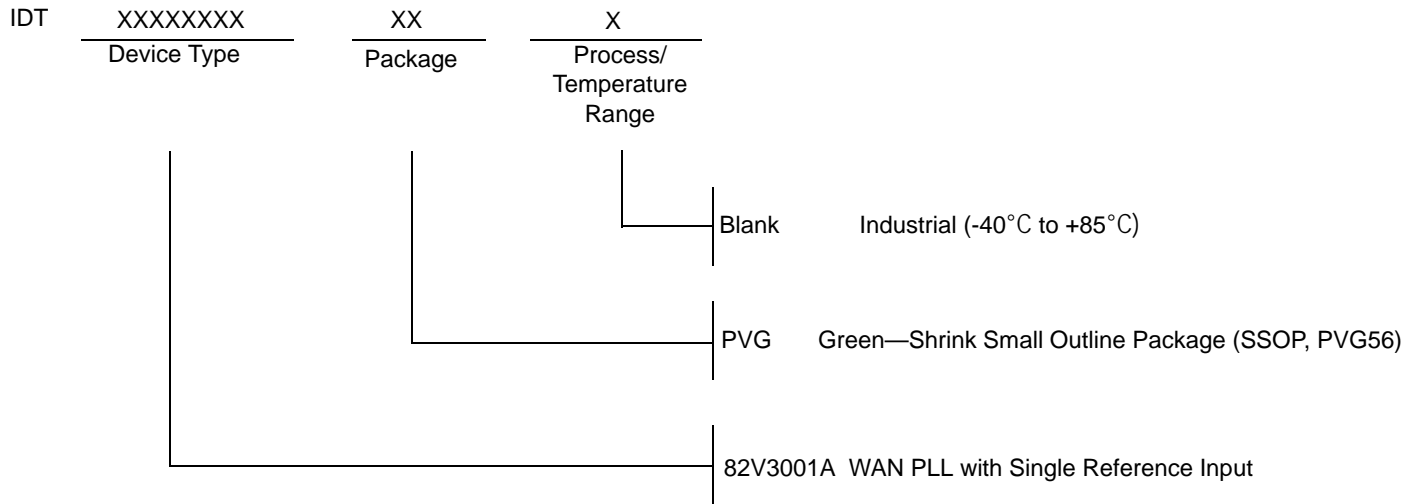 IDT XXXXXXXX XX X
Device Type Package Process/
Temperature
Range
Blank Industrial (-40°C to +85°C)
PVG Green—Shrink Small Outline Package (SSOP, PVG56)
82V3001A WAN PLL with Single Reference Input